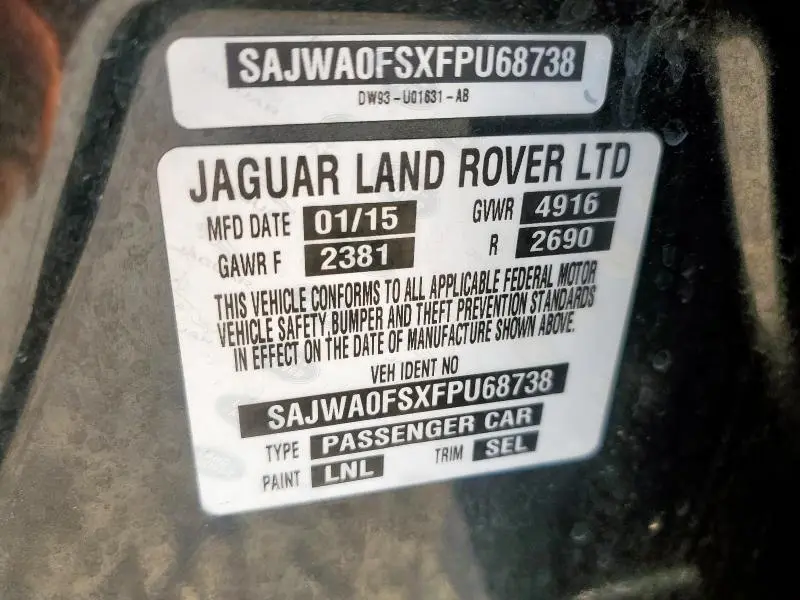 SAJWA0FSXFPU68738
DW93-U01631-AB
JAGUAR LAND ROVER LTD
MFD DATE 01/15 GVWR 4916
GAWR F 2381 R 2690
THIS VEHICLE CONFORMS TO ALL APPLICABLE FEDERAL MOTOR
VEHICLE SAFETY, BUMPER AND THEFT PREVENTION STANDARDS
IN EFFECT ON THE DATE OF MANUFACTURE SHOWN ABOVE.
VEH IDENT NO
SAJWA0FSXFPU68738
TYPE PASSENGER CAR
PAINT LNL TRIM SEL